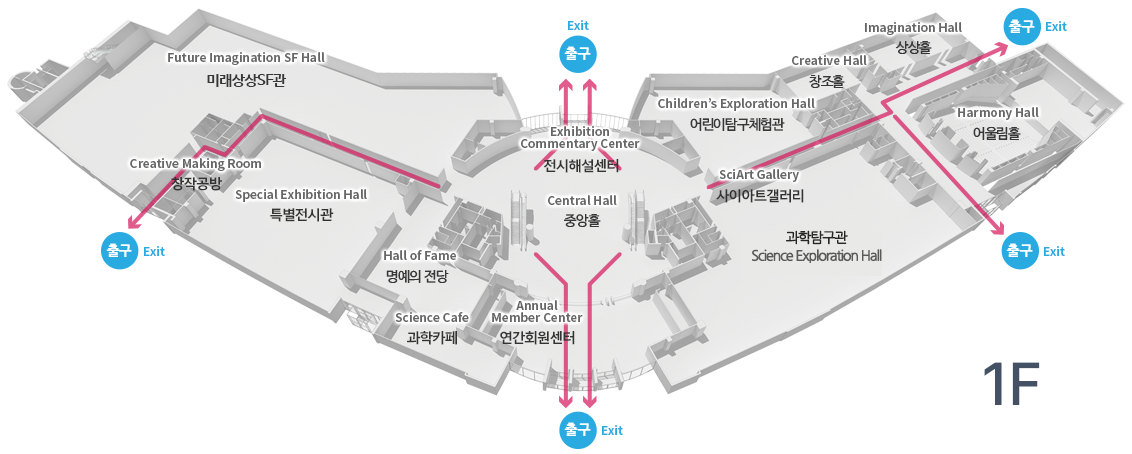 Exit
출구
출구
Exit
Imagination Hall
상상홀
Future Imagination SF Hall
미래상상SF관
Creative Hall
창조홀
Children's Exploration Hall
어린이탐구체험관
Harmony Hall
어울림홀
Exhibition
Commentary Center
전시해설센터
Creative Making Room
창작공방
SciArt Gallery
사이아트갤러리
Special Exhibition Hall
특별전시관
Central Hall
중앙홀
과학탐구관
Science Exploration Hall
출구
Exit
출구
Exit
Hall of Fame
명예의 전당
Science Cafe
과학카페
Annual
Member Center
연간회원센터
1F
출구
Exit